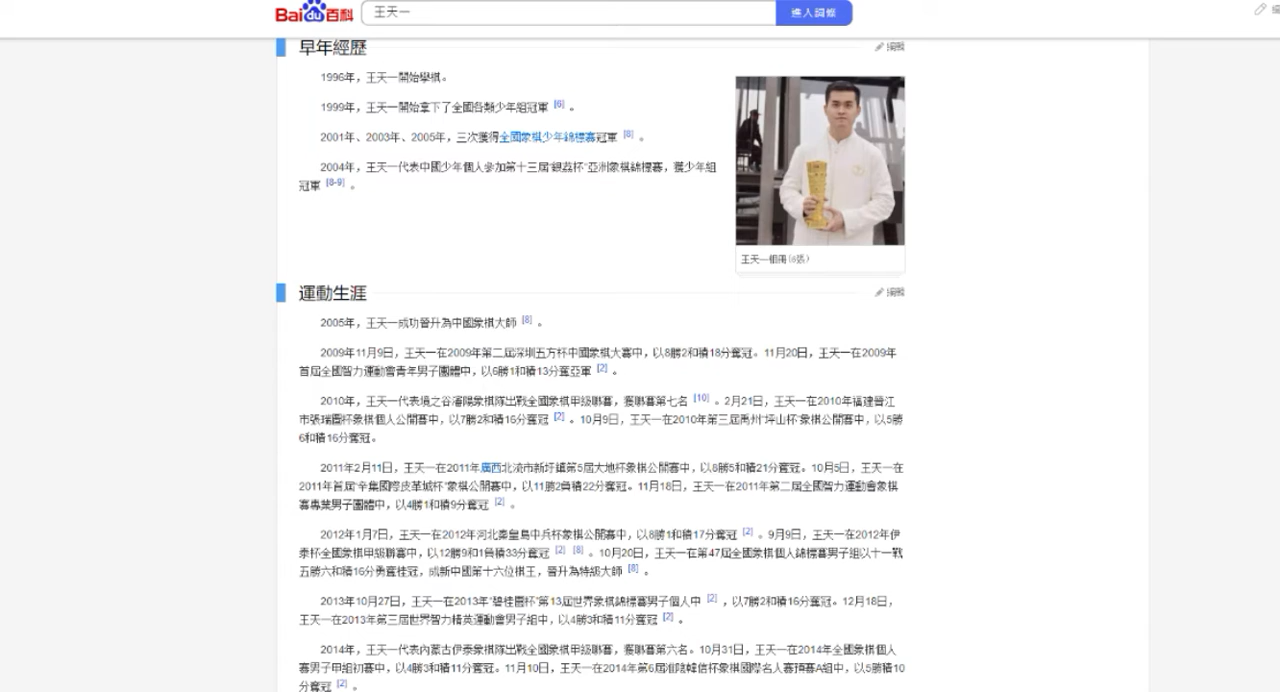 Bai du 百科
王天一
進入詞條
早年經歷
編輯
1996年，王天一開始學棋。
1999年，王天一開始拿下了全國各類少年組冠軍 [6] 。
2001年、2003年、2005年，三次獲得全國象棋少年錦標賽冠軍 [8] 。
2004年，王天一代表中國少年個人參加第十三屆"銀荔杯"亞洲象棋錦標賽，獲少年組
冠軍 [8-9] 。
王天一相冊(6張)
運動生涯
編輯
2005年，王天一成功晉升為中國象棋大師 [8] 。
2009年11月9日，王天一在2009年第二屆深圳五方杯中國象棋大賽中，以8勝2和積18分奪冠。11月20日，王天一在2009年
首屆全國智力運動會青年男子團體中，以6勝1和積13分奪亞軍 [2] 。
2010年，王天一代表境之谷瀋陽象棋隊出戰全國象棋甲級聯賽，獲聯賽第七名 [10] 。2月21日，王天一在2010年福建晉江
市張瑞圖杯象棋個人公開賽中，以7勝2和積16分奪冠 [2] 。10月9日，王天一在2010年第三屆禹州"坪山杯"象棋公開賽中，以5勝
6和積16分奪冠。
2011年2月11日，王天一在2011年廣西北流市新圩鎮第5屆大地杯象棋公開賽中，以8勝5和積21分奪冠。10月5日，王天一在
2011年首屆"辛集國際皮革城杯"象棋公開賽中，以11勝2負積22分奪冠。11月18日，王天一在2011年第二屆全國智力運動會象棋
賽專業男子團體中，以4勝1和積9分奪冠 [2] 。
2012年1月7日，王天一在2012年河北秦皇島中兵杯象棋公開賽中，以8勝1和積17分奪冠 [2] 。9月9日，王天一在2012年伊
泰杯全國象棋甲級聯賽中，以12勝9和1負積33分奪冠 [2] [8] 。10月20日，王天一在第47屆全國象棋個人錦標賽男子組以十一戰
五勝六和積16分勇奪桂冠，成新中國第十六位棋王，晉升為特級大師 [8] 。
2013年10月27日，王天一在2013年"碧桂園杯"第13屆世界象棋錦標賽男子個人中 [2] ，以7勝2和積16分奪冠。12月18日，
王天一在2013年第三屆世界智力精英運動會男子組中，以4勝3和積11分奪冠 [2] 。
2014年，王天一代表內蒙古伊泰象棋隊出戰全國象棋甲級聯賽，獲聯賽第六名。10月31日，王天一在2014年全國象棋個人
賽男子甲組初賽中，以4勝3和積11分奪冠。11月10日，王天一在2014年第6屆淮陰韓信杯象棋國際名人賽預賽A組中，以5勝積10
分奪冠 [2] 。